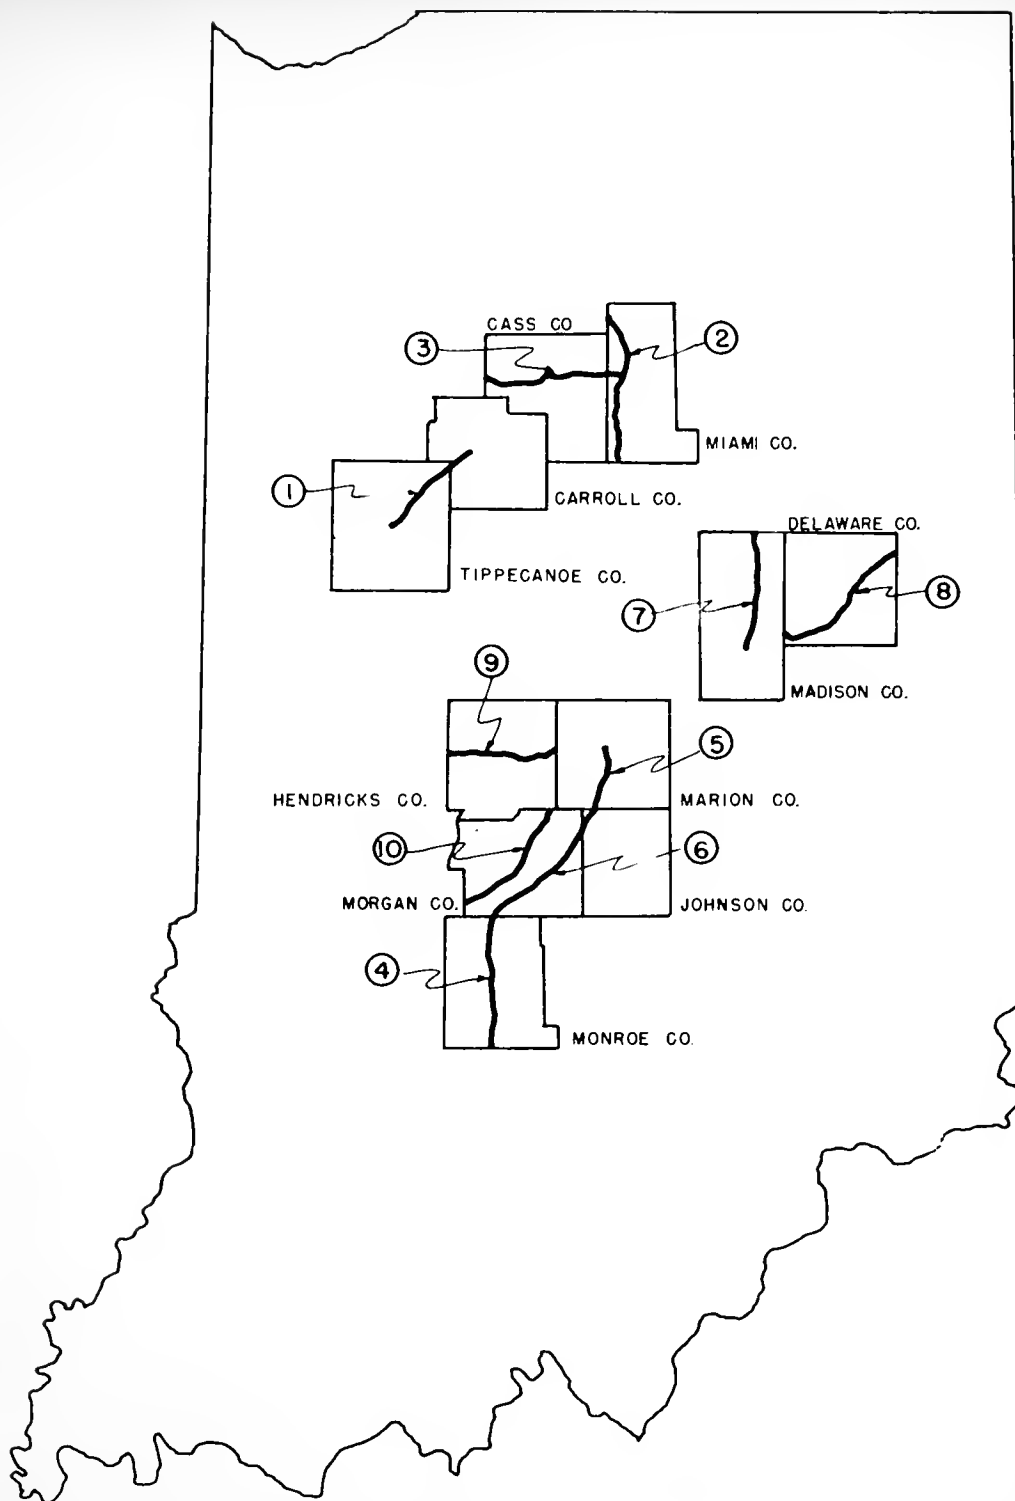 CASS CO
3
2
MIAMI CO.
1
CARROLL CO.
DELAWARE CO.
TIPPECANOE CO.
7
8
9
MADISON CO.
5
HENDRICKS CO.
MARION CO.
10
6
MORGAN CO.
JOHNSON CO.
4
MONROE CO.